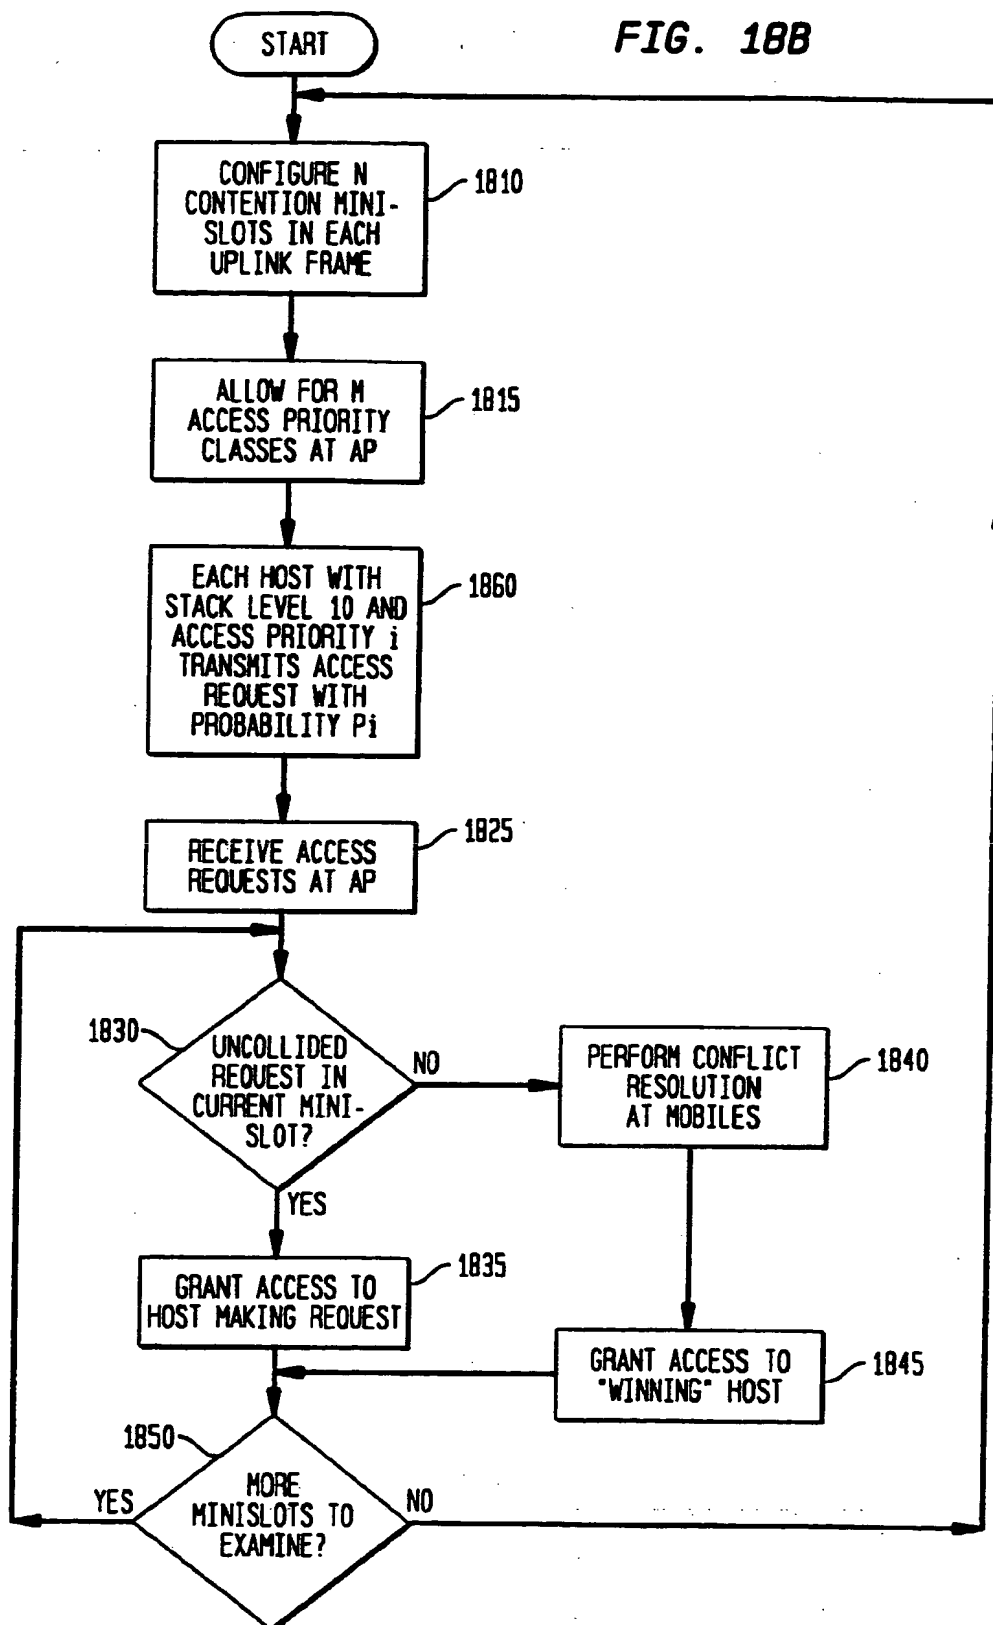 START
FIG. 18B
CONFIGURE N
CONTENTION MINI-
SLOTS IN EACH
UPLINK FRAME
1810
ALLOW FOR M
ACCESS PRIORITY
CLASSES AT AP
1815
EACH HOST WITH
STACK LEVEL 10 AND
ACCESS PRIORITY i
TRANSMITS ACCESS
REQUEST WITH
PROBABILITY Pi
1860
RECEIVE ACCESS
REQUESTS AT AP
1825
1830
UNCOLLIDED
REQUEST IN
CURRENT MINI-
SLOT?
NO
YES
PERFORM CONFLICT
RESOLUTION
AT MOBILES
1840
GRANT ACCESS TO
HOST MAKING REQUEST
1835
GRANT ACCESS TO
"WINNING" HOST
1845
1850
MORE
MINISLOTS TO
EXAMINE?
YES
NO